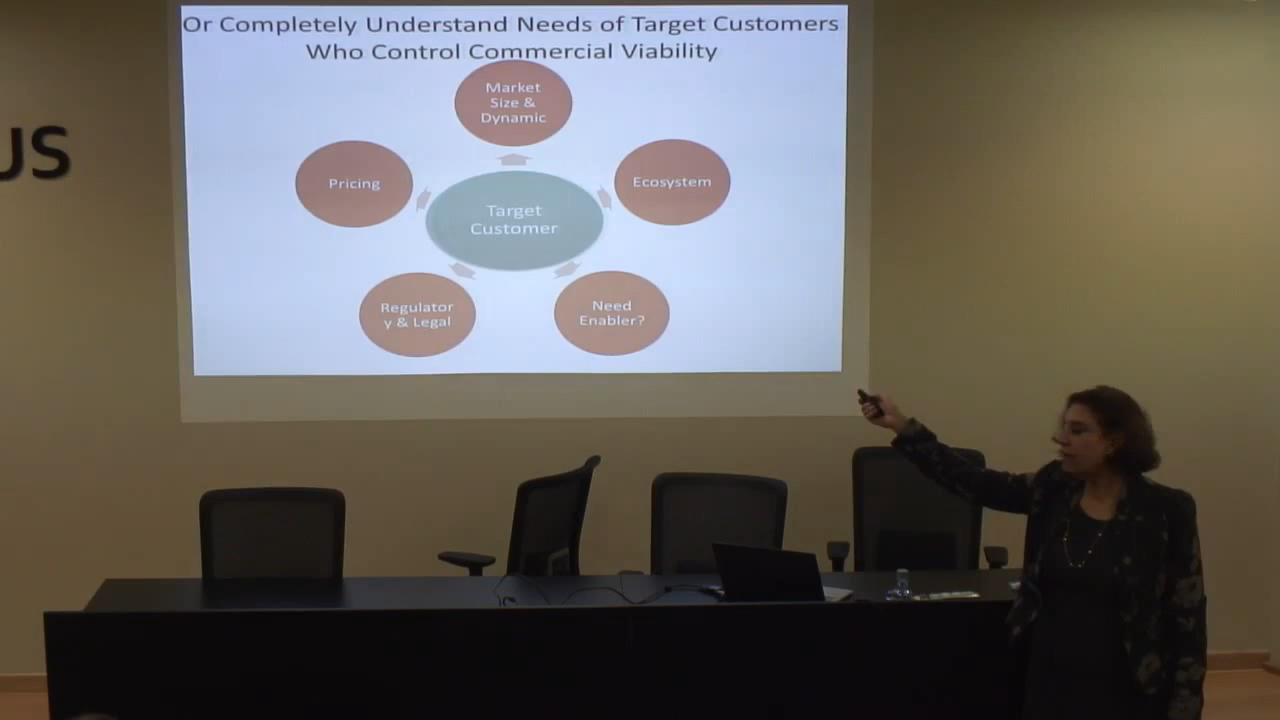 Or Completely Understand Needs of Target Customers
Who Control Commercial Viability
Market
Size &
Dynamic
Pricing
Ecosystem
Target
Customer
Regulator
y & Legal
Need
Enabler?
US